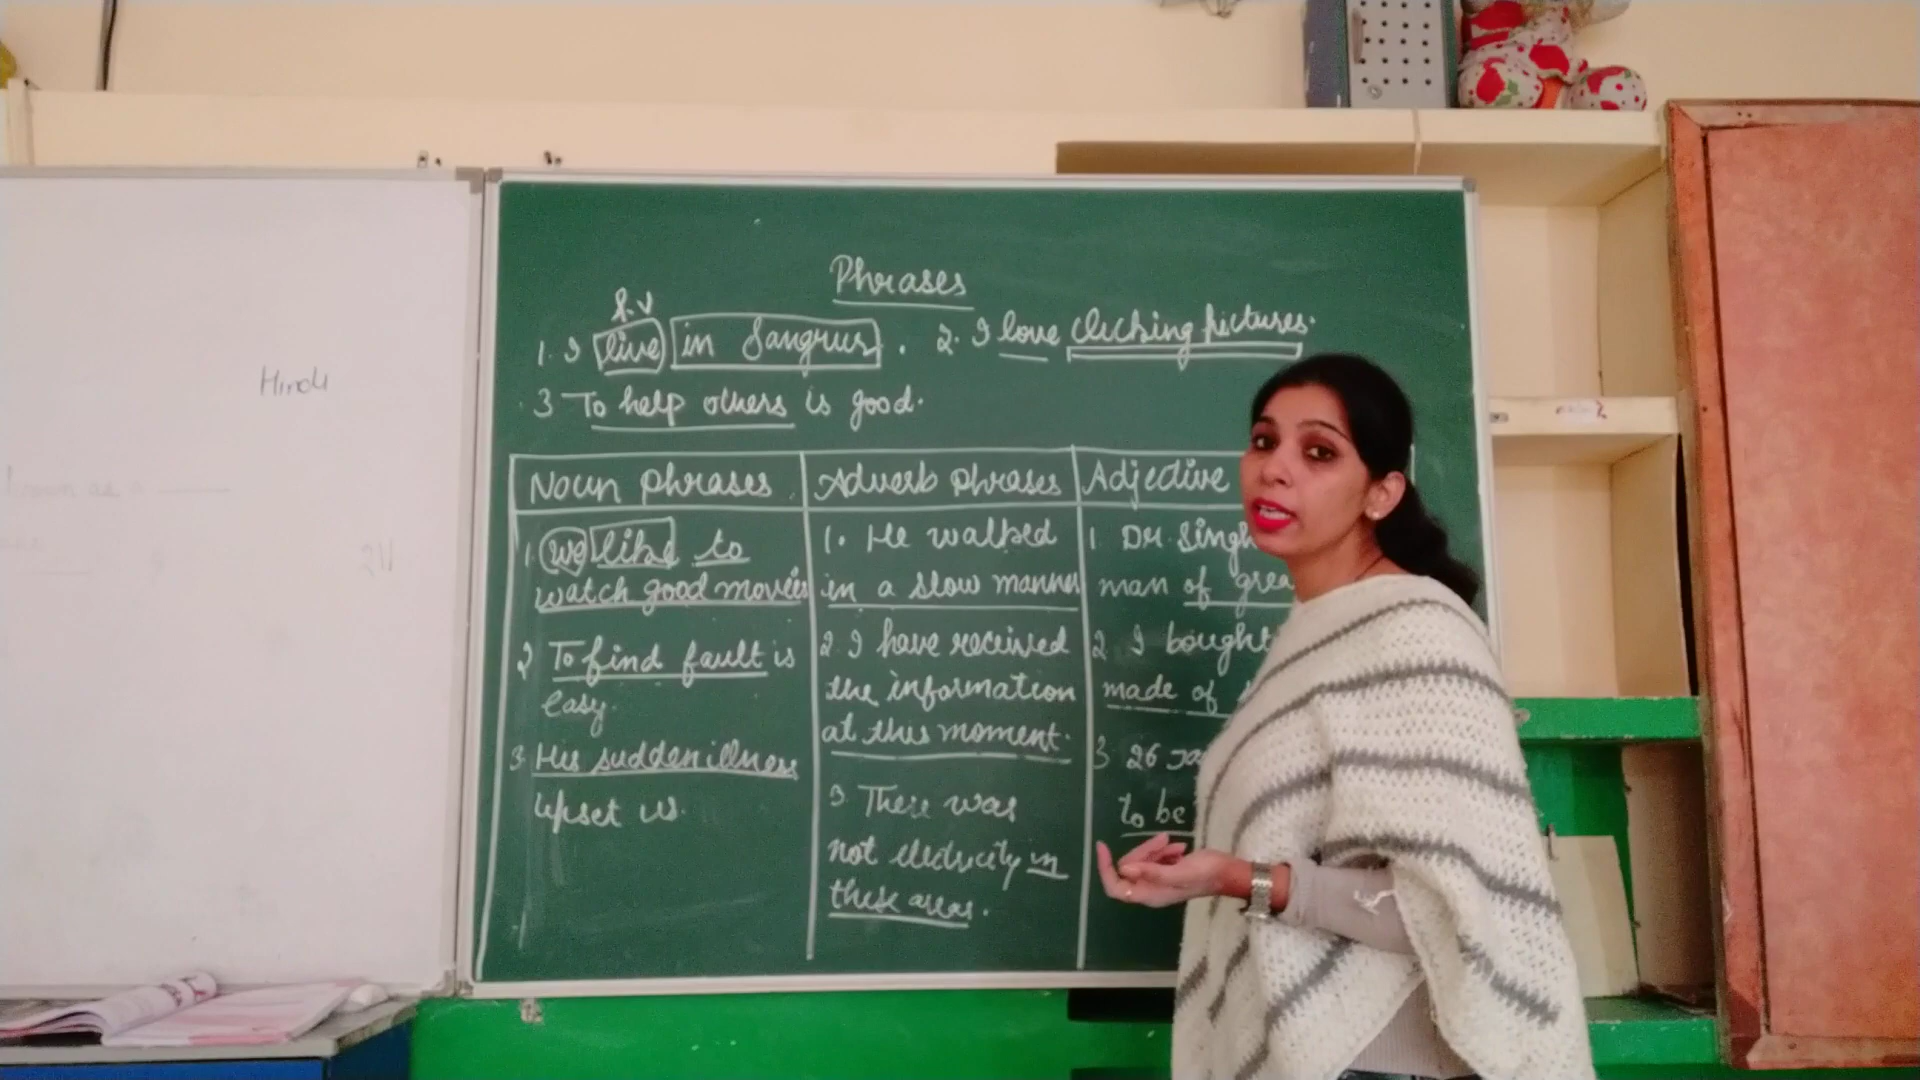 Phrases
f.v
1. I live in Sangrur. 2. I love clicking pictures.
3 To help others is good.
Noun phrases. Adverb phrases Adjective
1. we like to
watch good movies
2 To find fault is
easy.
3. His sudden illness
upset us.
1. He walked
in a slow manner
2. I have received
the information
at this moment.
3 There was
not electricity in
these areas.
1. Dr. Singh
man of
2 I bought
made of
3 26
to be
Hindi